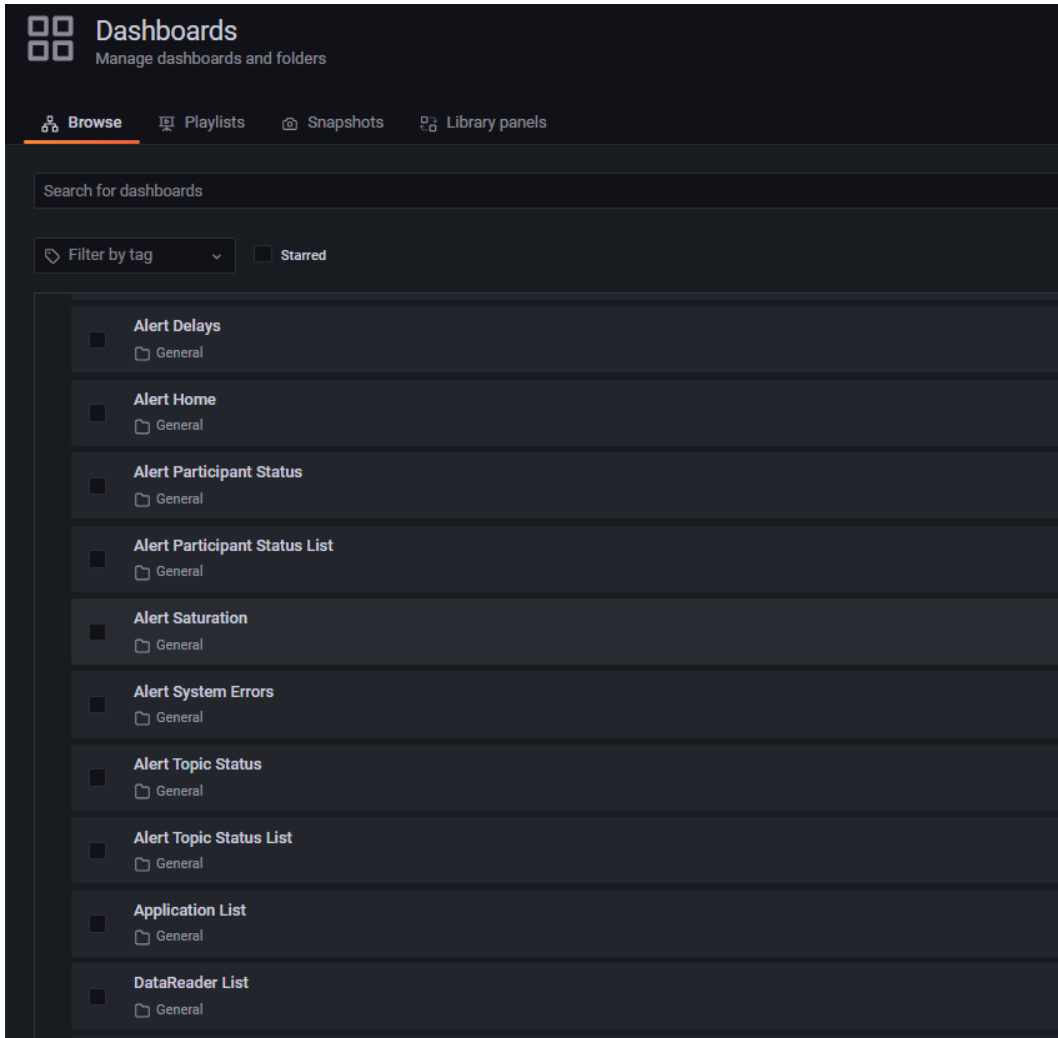 Dashboards
Manage dashboards and folders
Browse
Playlists
Snapshots
Library panels
Search for dashboards
Filter by tag
Starred
Alert Delays
General
Alert Home
General
Alert Participant Status
General
Alert Participant Status List
General
Alert Saturation
General
Alert System Errors
General
Alert Topic Status
General
Alert Topic Status List
General
Application List
General
DataReader List
General